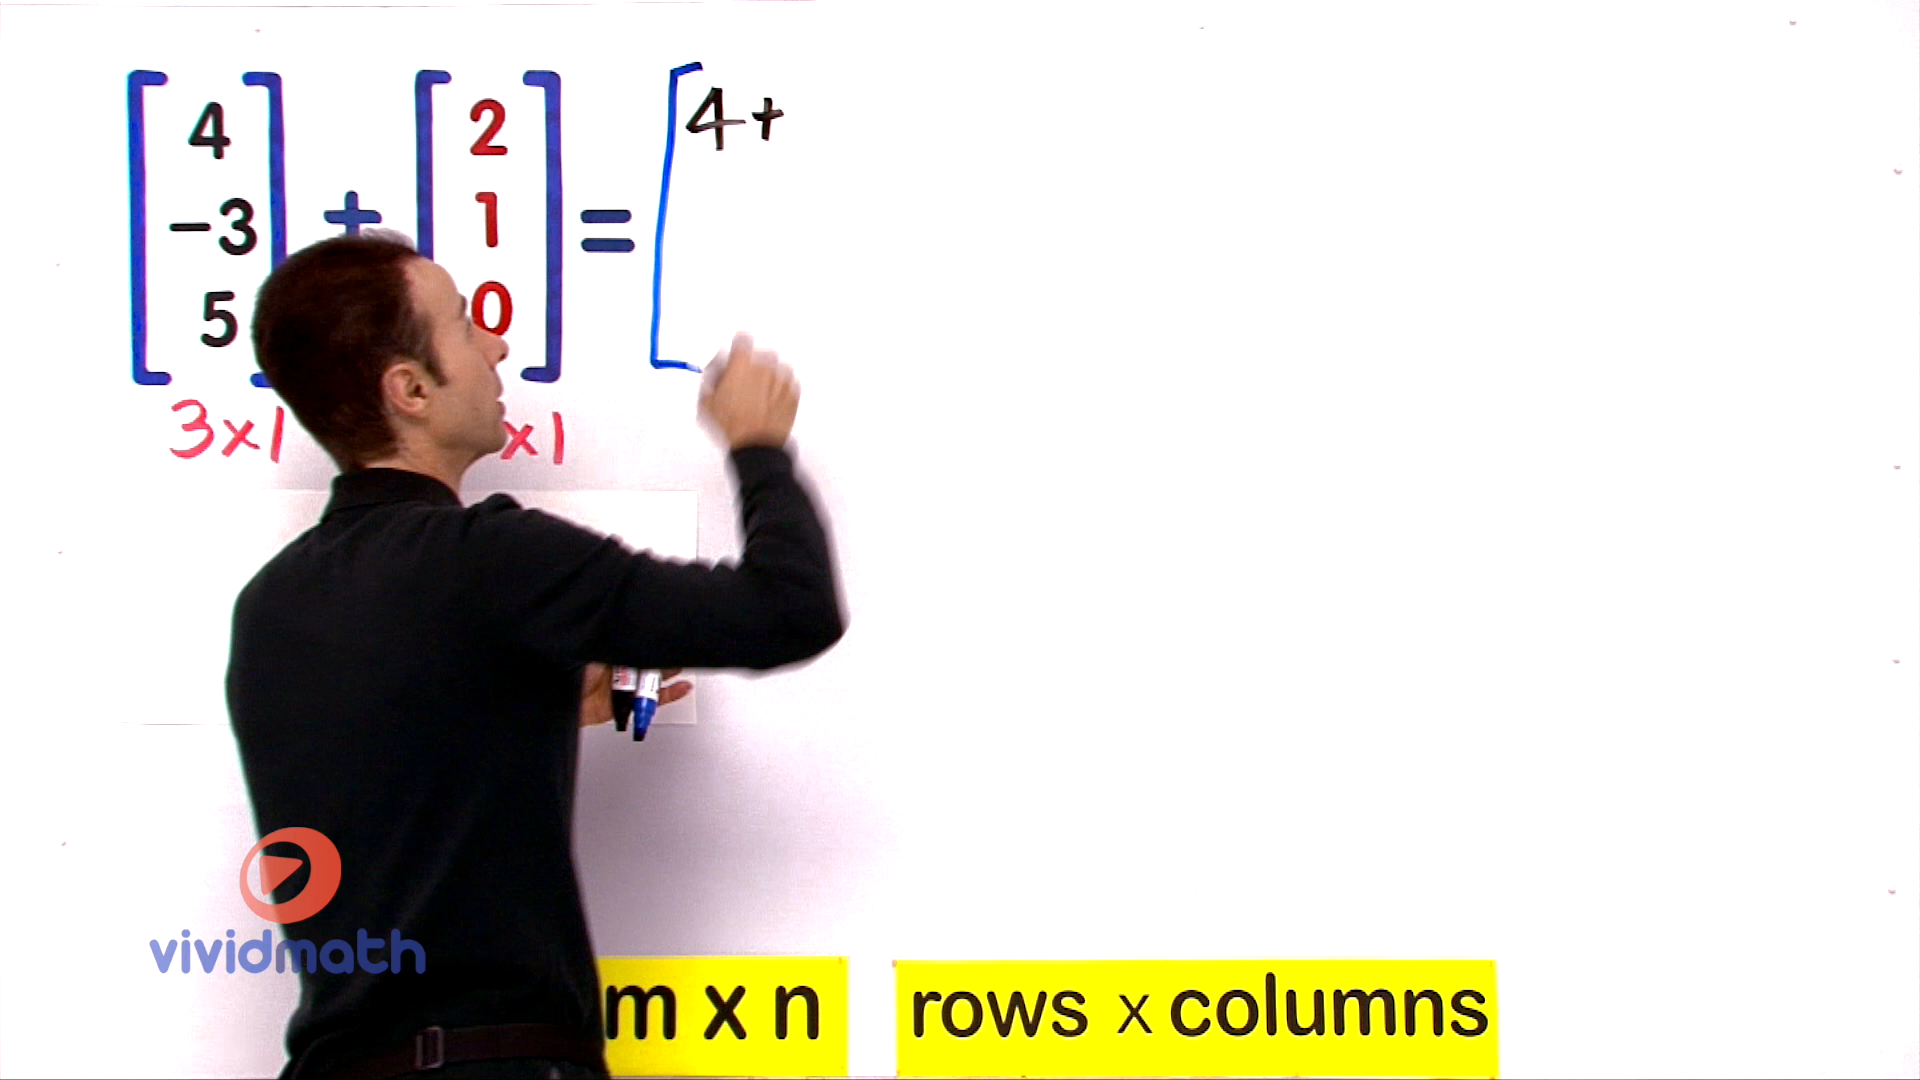 4 2 4+
-3 + 1 =
5 0
3x1 x1
vividmath
m x n rows x columns